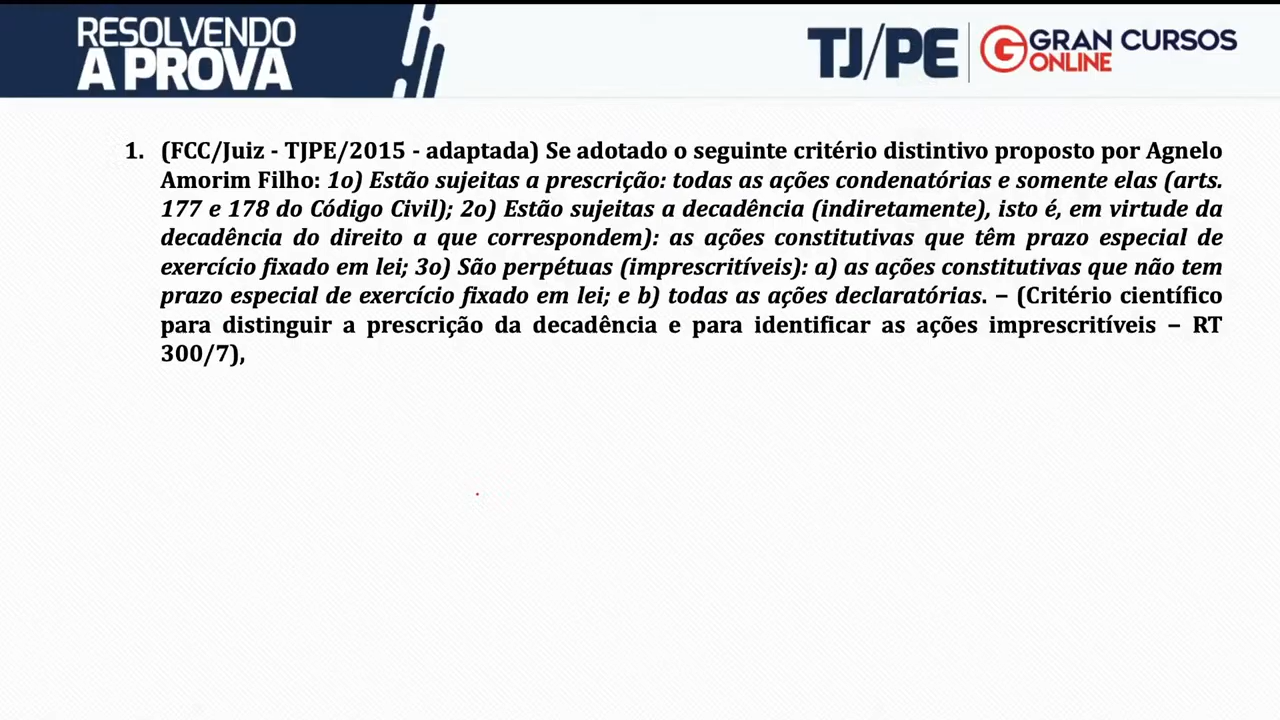 RESOLVENDO
A PROVA
TJ/PE
G GRAN CURSOS
ONLINE
1. (FCC/Juiz - TJPE/2015 - adaptada) Se adotado o seguinte critério distintivo proposto por Agnelo
Amorim Filho: 1o) Estão sujeitas a prescrição: todas as ações condenatórias e somente elas (arts.
177 e 178 do Código Civil); 2o) Estão sujeitas a decadência (indiretamente), isto é, em virtude da
decadência do direito a que correspondem): as ações constitutivas que têm prazo especial de
exercício fixado em lei; 3o) São perpétuas (imprescritíveis): a) as ações constitutivas que não tem
prazo especial de exercício fixado em lei; e b) todas as ações declaratórias. – (Critério científico
para distinguir a prescrição da decadência e para identificar as ações imprescritíveis – RT
300/7),